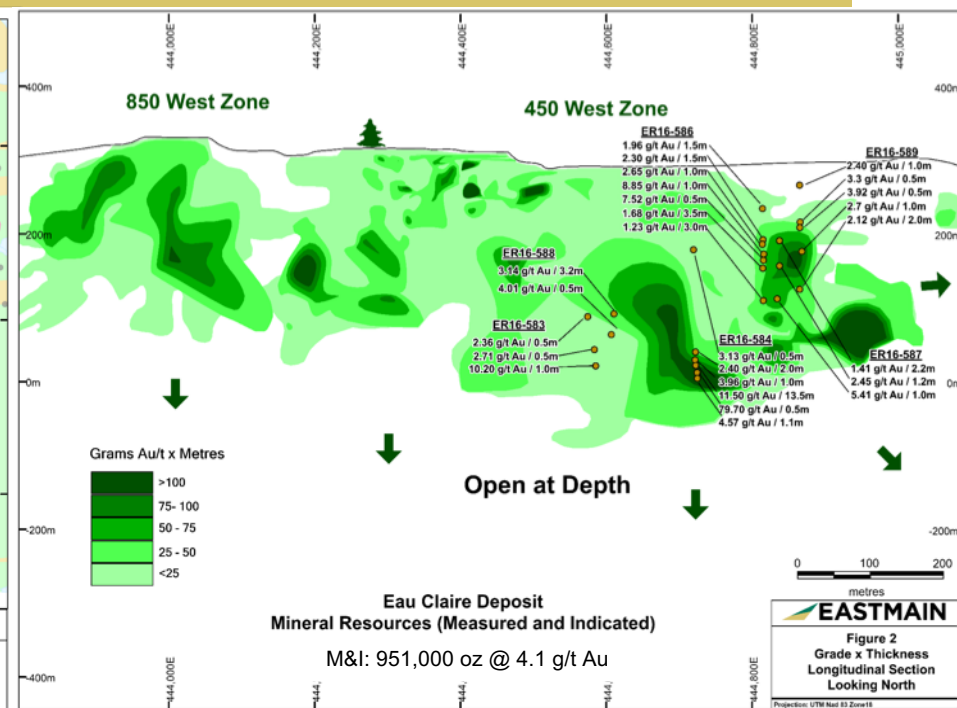 444,000E
444,200E
444,400E
444,600E
444,800E
445,000E
400m
400m
850 West Zone
450 West Zone
ER16-586
1.96 g/t Au / 1.5m
2.30 g/t Au / 1.5m
2.65 g/t Au / 1.0m
8.85 g/t Au / 1.0m
7.52 g/t Au / 0.5m
1.68 g/t Au / 3.5m
1.23 g/t Au / 3.0m
ER16-589
2.40 g/t Au / 1.0m
3.3 g/t Au / 0.5m
3.92 g/t Au / 0.5m
2.7 g/t Au / 1.0m
2.12 g/t Au / 2.0m
200m
200m
ER16-588
3.14 g/t Au / 3.2m
4.01 g/t Au / 0.5m
ER16-583
2.36 g/t Au / 0.5m
2.71 g/t Au / 0.5m
10.20 g/t Au / 1.0m
ER16-584
3.13 g/t Au / 0.5m
2.40 g/t Au / 2.0m
3.96 g/t Au / 1.0m
11.50 g/t Au / 13.5m
79.70 g/t Au / 0.5m
4.57 g/t Au / 1.1m
ER16-587
1.41 g/t Au / 2.2m
2.45 g/t Au / 1.2m
5.41 g/t Au / 1.0m
0m
0m
Grams Au/t x Metres
>100
75- 100
50 - 75
25 - 50
<25
Open at Depth
-200m
-200m
0 100 200
metres
Eau Claire Deposit
Mineral Resources (Measured and Indicated)
M&I: 951,000 oz @ 4.1 g/t Au
EASTMAIN
Figure 2
Grade x Thickness
Longitudinal Section
Looking North
Projection: UTM Nad 83 Zone18
-400m
444,000E
444,
444,
444,
444,800E